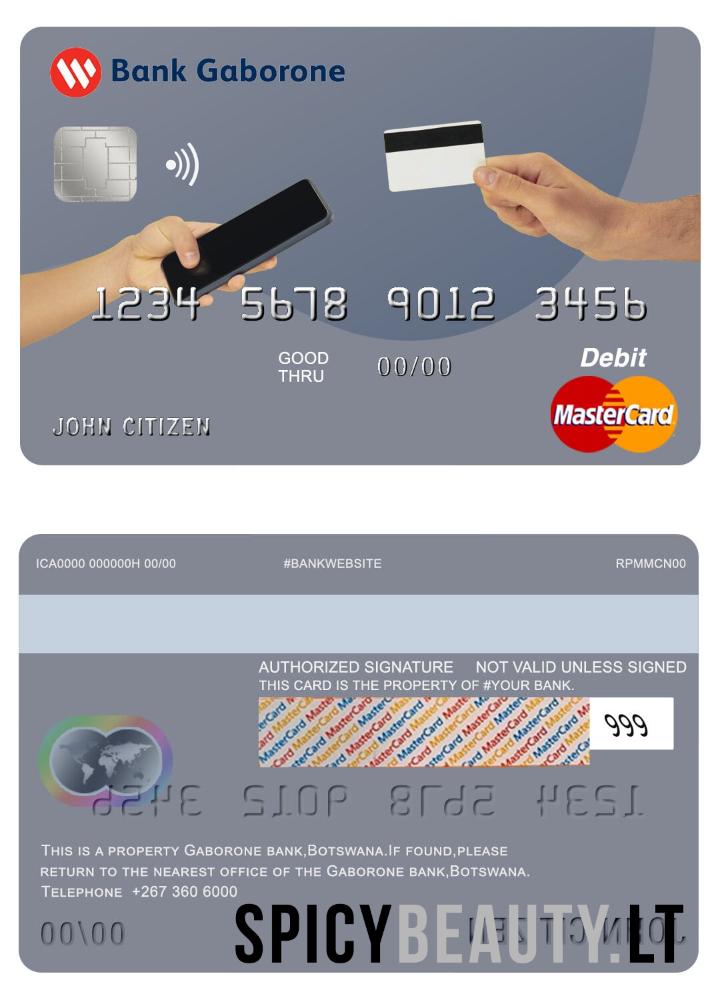 Bank Gaborone
1234 5678 9012 3456
GOOD
THRU
00/00
Debit
MasterCard
JOHN CITIZEN
ICA0000 000000H 00/00 #BANKWEBSITE RPMMCN00
AUTHORIZED SIGNATURE NOT VALID UNLESS SIGNED
THIS CARD IS THE PROPERTY OF #YOUR BANK.
999
THIS IS A PROPERTY GABORONE BANK,BOTSWANA.IF FOUND,PLEASE
RETURN TO THE NEAREST OFFICE OF THE GABORONE BANK,BOTSWANA.
TELEPHONE +267 360 6000
00\00
SPICYBEAUTY.LT